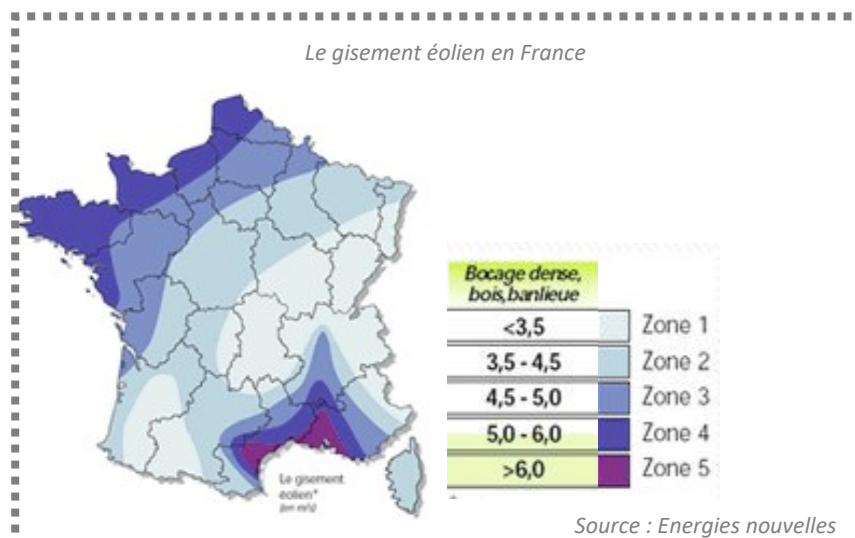 Le gisement éolien en France
Bocage dense,
bois,banlieue
<3,5 Zone 1
3,5 - 4,5 Zone 2
4,5 - 5,0 Zone 3
5,0 - 6,0 Zone 4
>6,0 Zone 5
Le gisement
éolien*
(en m/s)
Source : Energies nouvelles